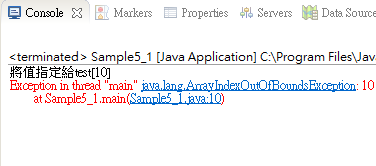 Console Markers Properties Servers Data Source
<terminated> Sample5_1 [Java Application] C:\Program Files\Jav
將值指定給test[10]
Exception in thread "main" java.lang.ArrayIndexOutOfBoundsException: 10
at Sample5_1.main(Sample5_1.java:10)